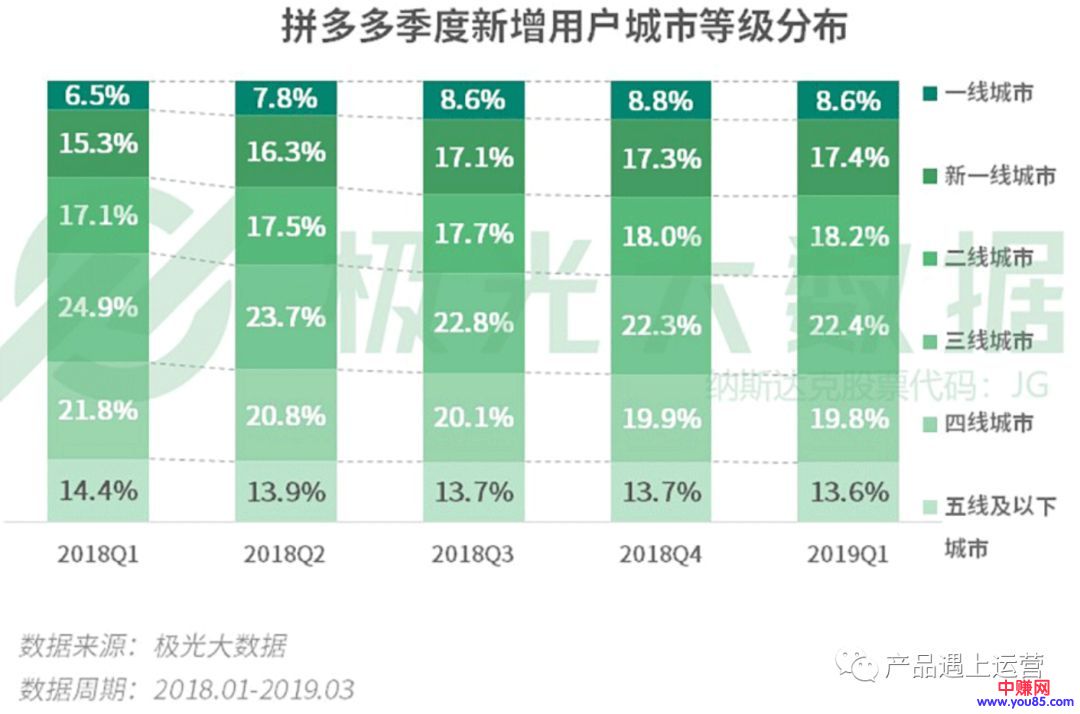 拼多多季度新增用户城市等级分布
6.5% 7.8% 8.6% 8.8% 8.6%
一线城市
15.3% 16.3% 17.1% 17.3% 17.4%
新一线城市
17.1% 17.5% 17.7% 18.0% 18.2%
二线城市
24.9% 23.7% 22.8% 22.3% 22.4%
三线城市
21.8% 20.8% 20.1% 19.9% 19.8%
四线城市
14.4% 13.9% 13.7% 13.7% 13.6%
五线及以下
城市
2018Q1 2018Q2 2018Q3 2018Q4 2019Q1
极光大数据
纳斯达克股票代码：JG
数据来源：极光大数据
数据周期：2018.01-2019.03
产品遇上运营
中赚网
www.you85.com